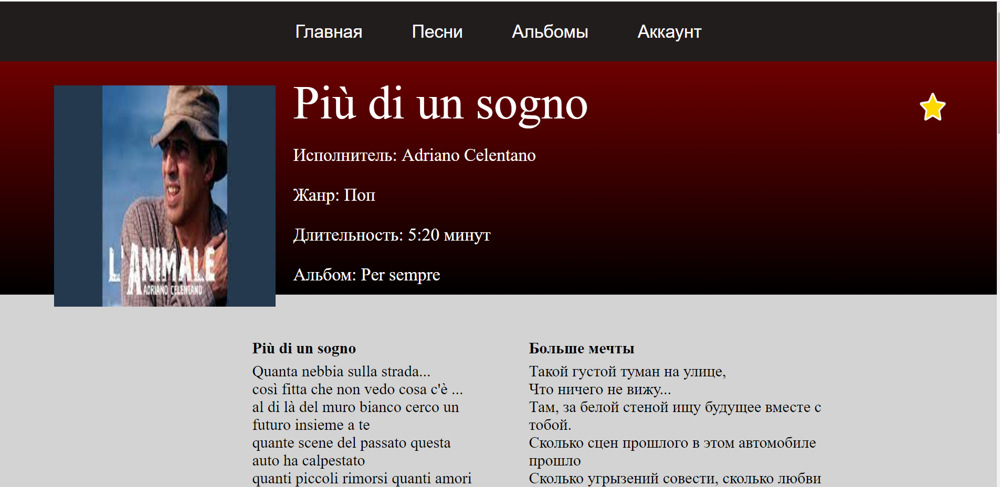 Главная Песни Альбомы Аккаунт
Più di un sogno
Исполнитель: Adriano Celentano
Жанр: Поп
Длительность: 5:20 минут
Альбом: Per sempre
L'ANIMALE
ADRIANO CELENTANO
Più di un sogno
Quanta nebbia sulla strada...
così fitta che non vedo cosa c'è ...
al di là del muro bianco cerco un
futuro insieme a te
quante scene del passato questa
auto ha calpestato
quanti piccoli rimorsi quanti amori
Больше мечты
Такой густой туман на улице,
Что ничего не вижу...
Там, за белой стеной ищу будущее вместе с
тобой.
Сколько сцен прошлого в этом автомобиле
прошло
Сколько угрызений совести, сколько любви